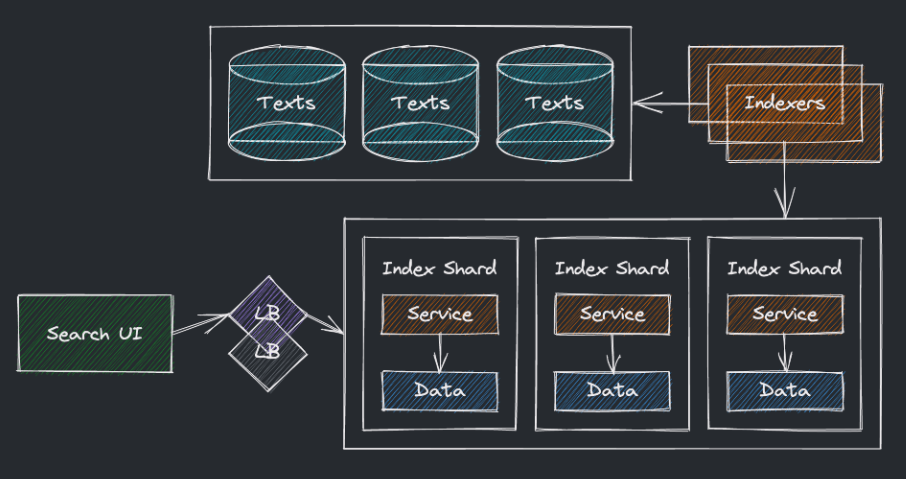 Texts
Texts
Texts
Indexers
Index Shard
Index Shard
Index Shard
Service
Service
Service
Search UI
LB
LB
Data
Data
Data